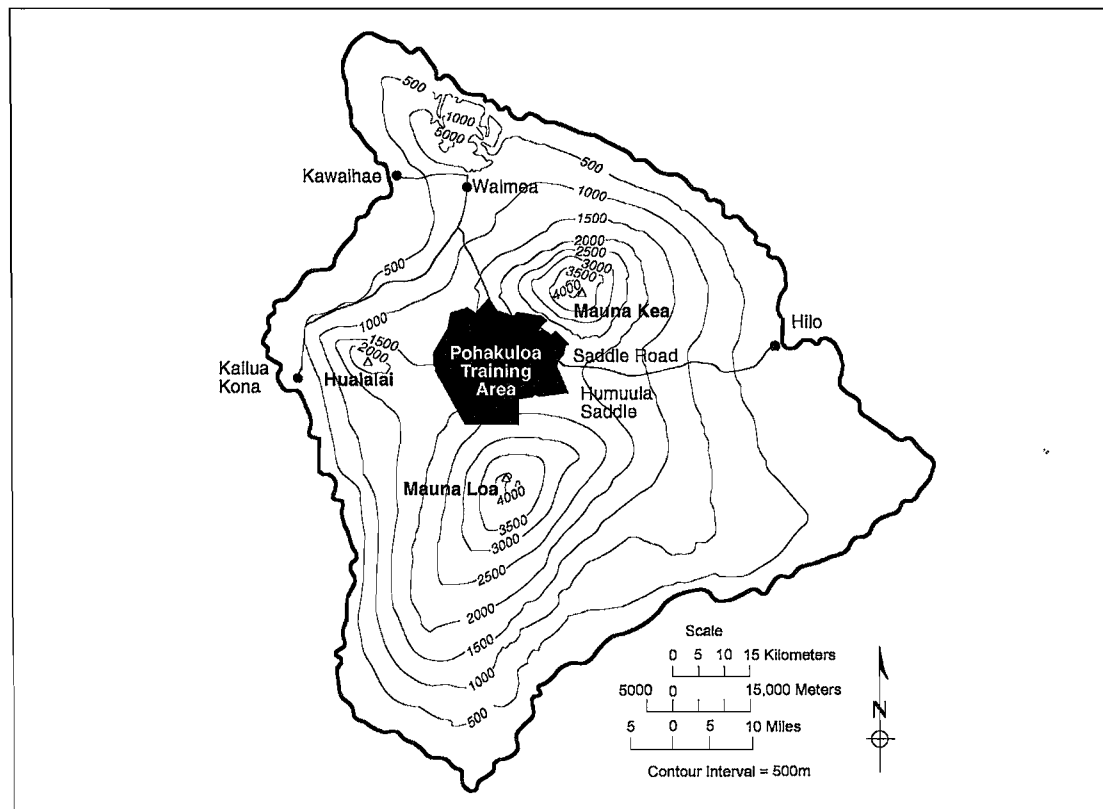 500
1000
5000
Kawaihae
Waimea
500
1000
1500
2000
2500
3000
3500
4000
Mauna Kea
500
1000
1500
2000
Hualalai
Kailua
Kona
Pohakuloa
Training
Area
Saddle Road
Hilo
Humuula
Saddle
Mauna Loa
4000
3500
3000
2500
2000
1500
1000
500
Scale
0 5 10 15 Kilometers
5000 0 15,000 Meters
5 0 5 10 Miles
Contour Interval = 500m
N